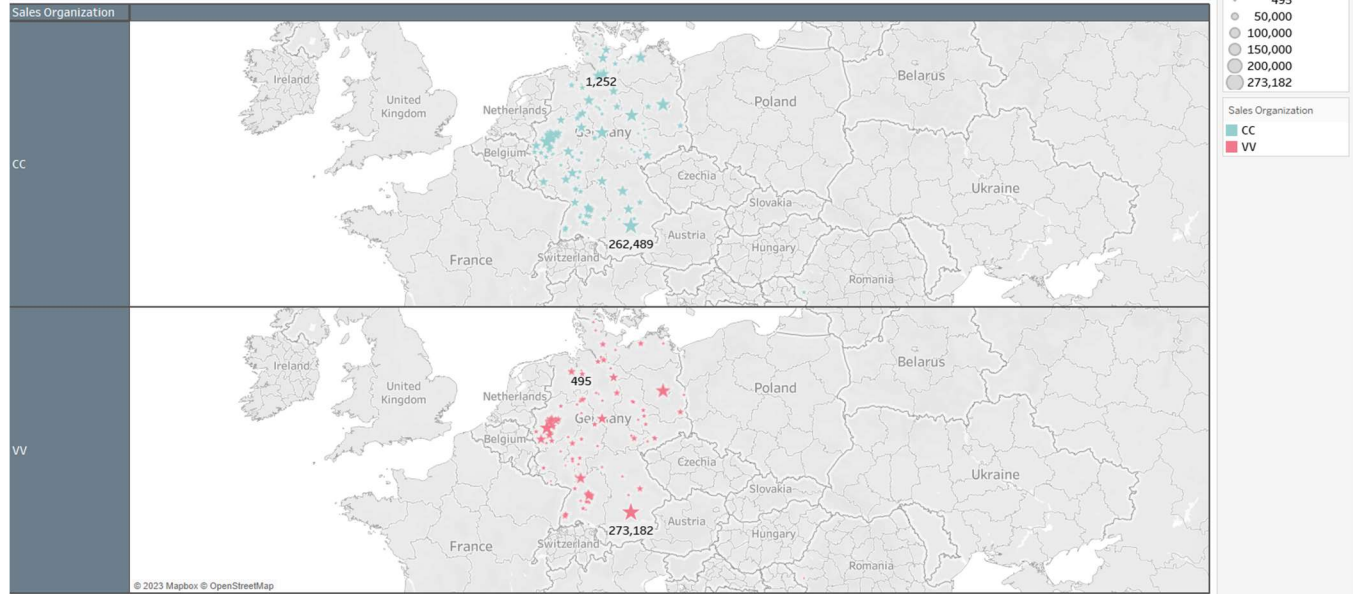 Sales Organization
CC
Ireland
United
Kingdom
Netherlands
Belgium
France
Switzerland
1,252
262,489
Austria
Czechia
Poland
Belarus
Slovakia
Hungary
Ukraine
Romania
VV
Ireland
United
Kingdom
Netherlands
Belgium
France
Switzerland
495
Germany
273,182
Austria
Czechia
Poland
Belarus
Slovakia
Hungary
Ukraine
Romania
© 2023 Mapbox © OpenStreetMap
495
50,000
100,000
150,000
200,000
273,182
Sales Organization
CC
VV